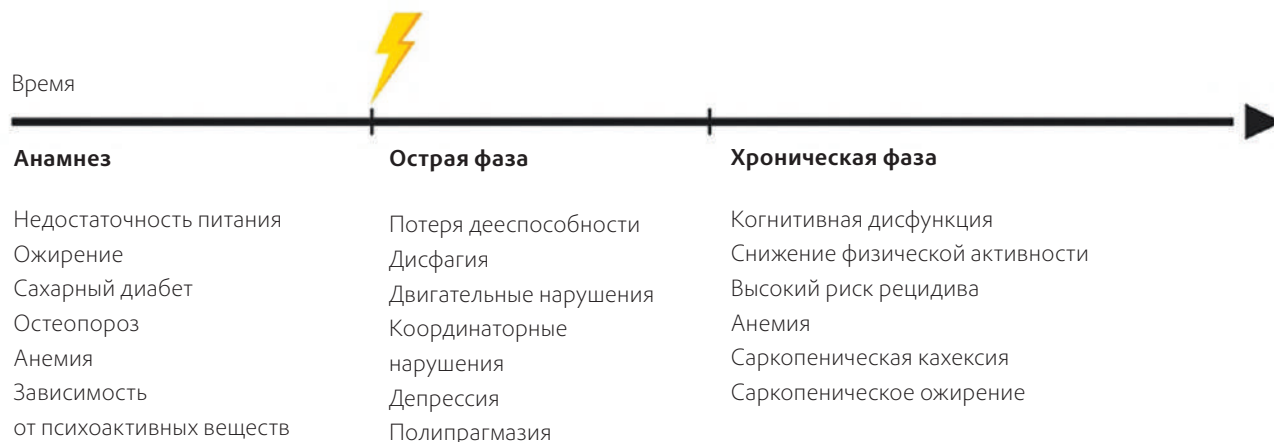 Время
Анамнез
Недостаточность питания
Ожирение
Сахарный диабет
Остеопороз
Анемия
Зависимость
от психоактивных веществ
Острая фаза
Потеря дееспособности
Дисфагия
Двигательные нарушения
Координаторные
нарушения
Депрессия
Полипрагмазия
Хроническая фаза
Когнитивная дисфункция
Снижение физической активности
Высокий риск рецидива
Анемия
Саркопеническая кахексия
Саркопеническое ожирение